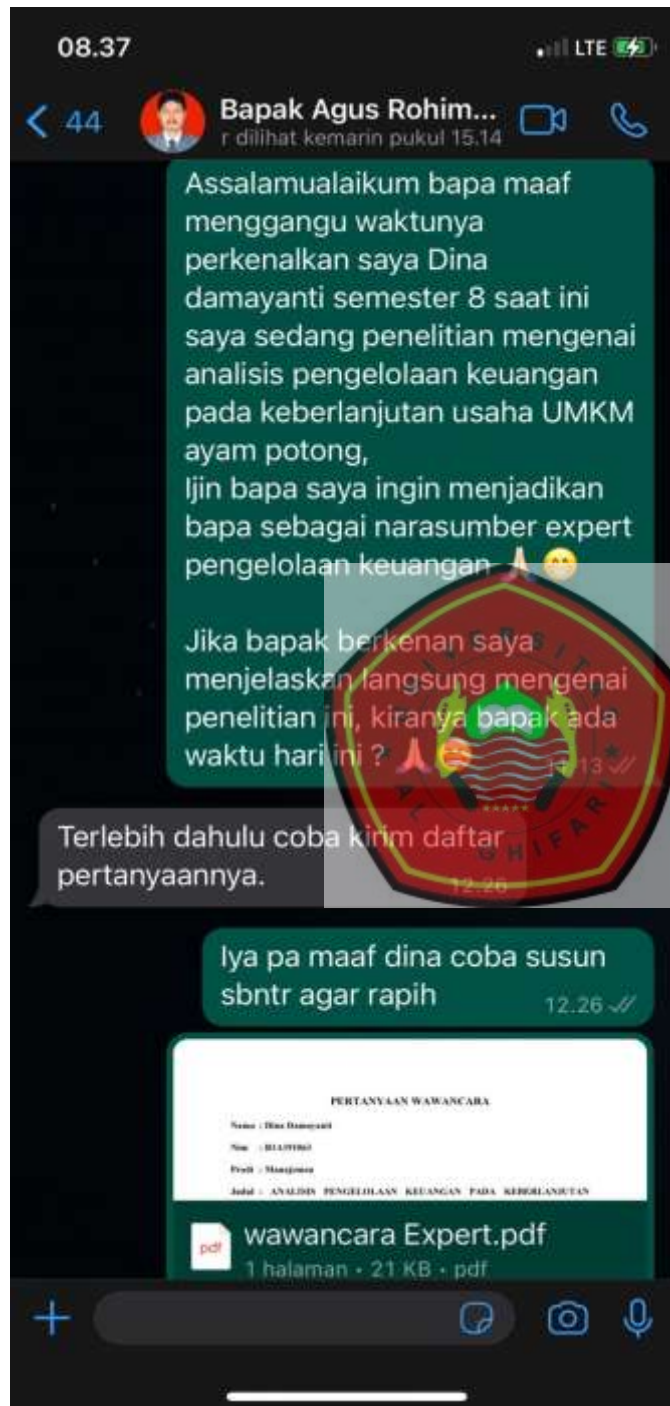 08.37
LTE
44
Bapak Agus Rohim...
r dilihat kemarin pukul 15.14
Assalamualaikum bapa maaf
menggangu waktunya
perkenalkan saya Dina
damayanti semester 8 saat ini
saya sedang penelitian mengenai
analisis pengelolaan keuangan
pada keberlanjutan usaha UMKM
ayam potong,
Ijin bapa saya ingin menjadikan
bapa sebagai narasumber expert
pengelolaan keuangan 🙏😁
Jika bapak berkenan saya
menjelaskan langsung mengenai
penelitian ini, kiranya bapak ada
waktu hari ini ? 🙏😁
UNIVERSITAS
AL GHIFARI
Terlebih dahulu coba kirim daftar
pertanyaannya.
12.26
Iya pa maaf dina coba susun
sbntr agar rapih
12.26
PERTANYAAN WAWANCARA
Nama : Dina Damayanti
Prodi : Manajemen
Judul : ANALISIS PENGELOLAAN KEUANGAN PADA KEBERLANJUTAN
pdf
wawancara Expert.pdf
1 halaman • 21 KB • pdf